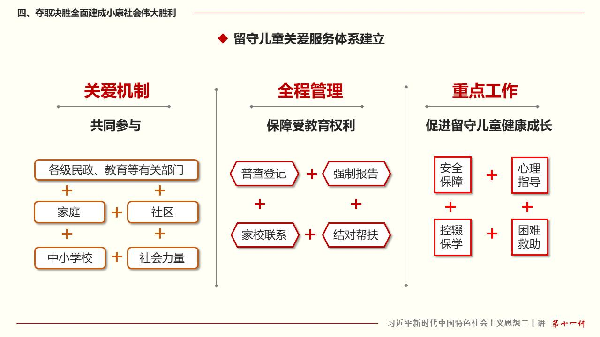 四、夺取决胜全面建成小康社会伟大胜利
留守儿童关爱服务体系建立
关爱机制
共同参与
各级民政、教育等有关部门
+ +
家庭 + 社区
+ +
中小学校 + 社会力量
全程管理
保障受教育权利
普查登记 + 强制报告
+ +
家校联系 + 结对帮扶
重点工作
促进留守儿童健康成长
安全
保障
+
心理
指导
+ +
控辍
保学
+
困难
救助
习近平新时代中国特色社会主义思想三十讲 第十一讲